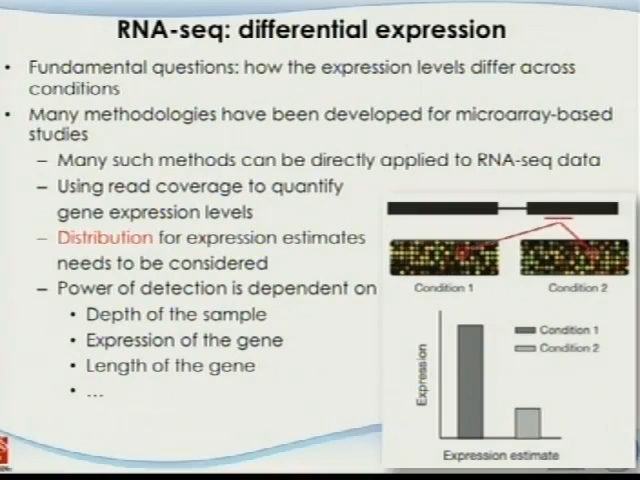 RNA-seq: differential expression
• Fundamental questions: how the expression levels differ across
conditions
• Many methodologies have been developed for microarray-based
studies
– Many such methods can be directly applied to RNA-seq data
– Using read coverage to quantify
gene expression levels
– Distribution for expression estimates
needs to be considered
– Power of detection is dependent on
• Depth of the sample
• Expression of the gene
• Length of the gene
• ...
Condition 1
Condition 2
Expression
Condition 1
Condition 2
Expression estimate